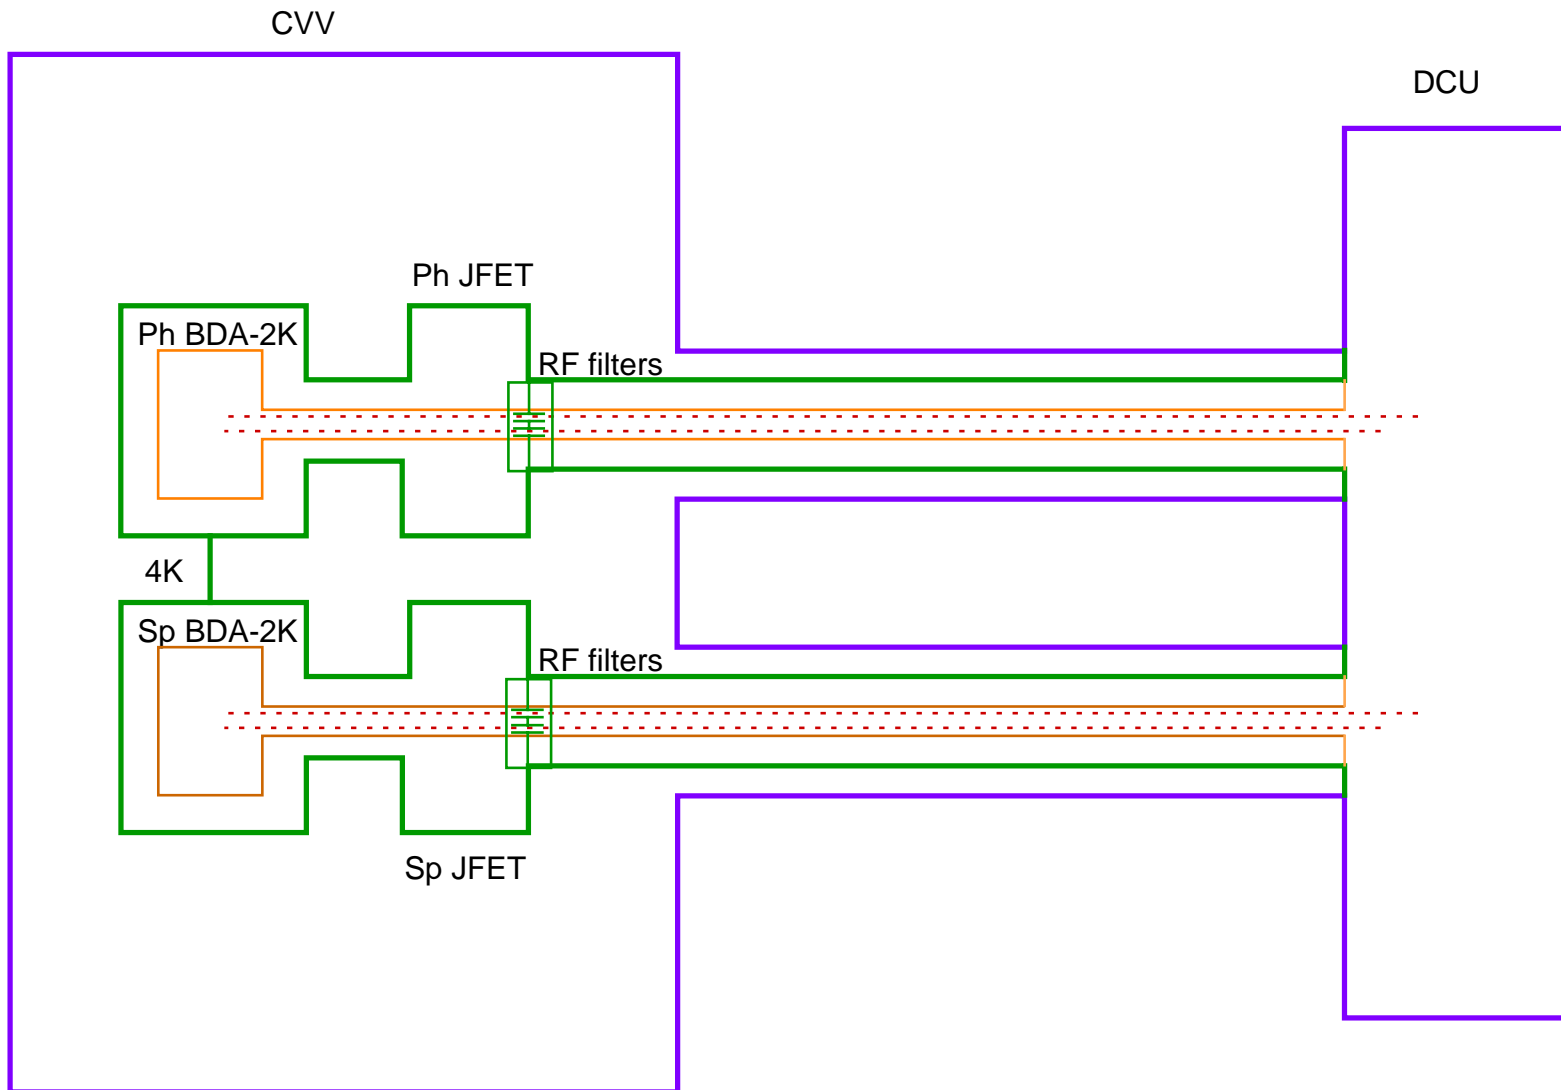 CVV
DCU
Ph JFET
Ph BDA-2K
RF filters
4K
Sp BDA-2K
RF filters
Sp JFET